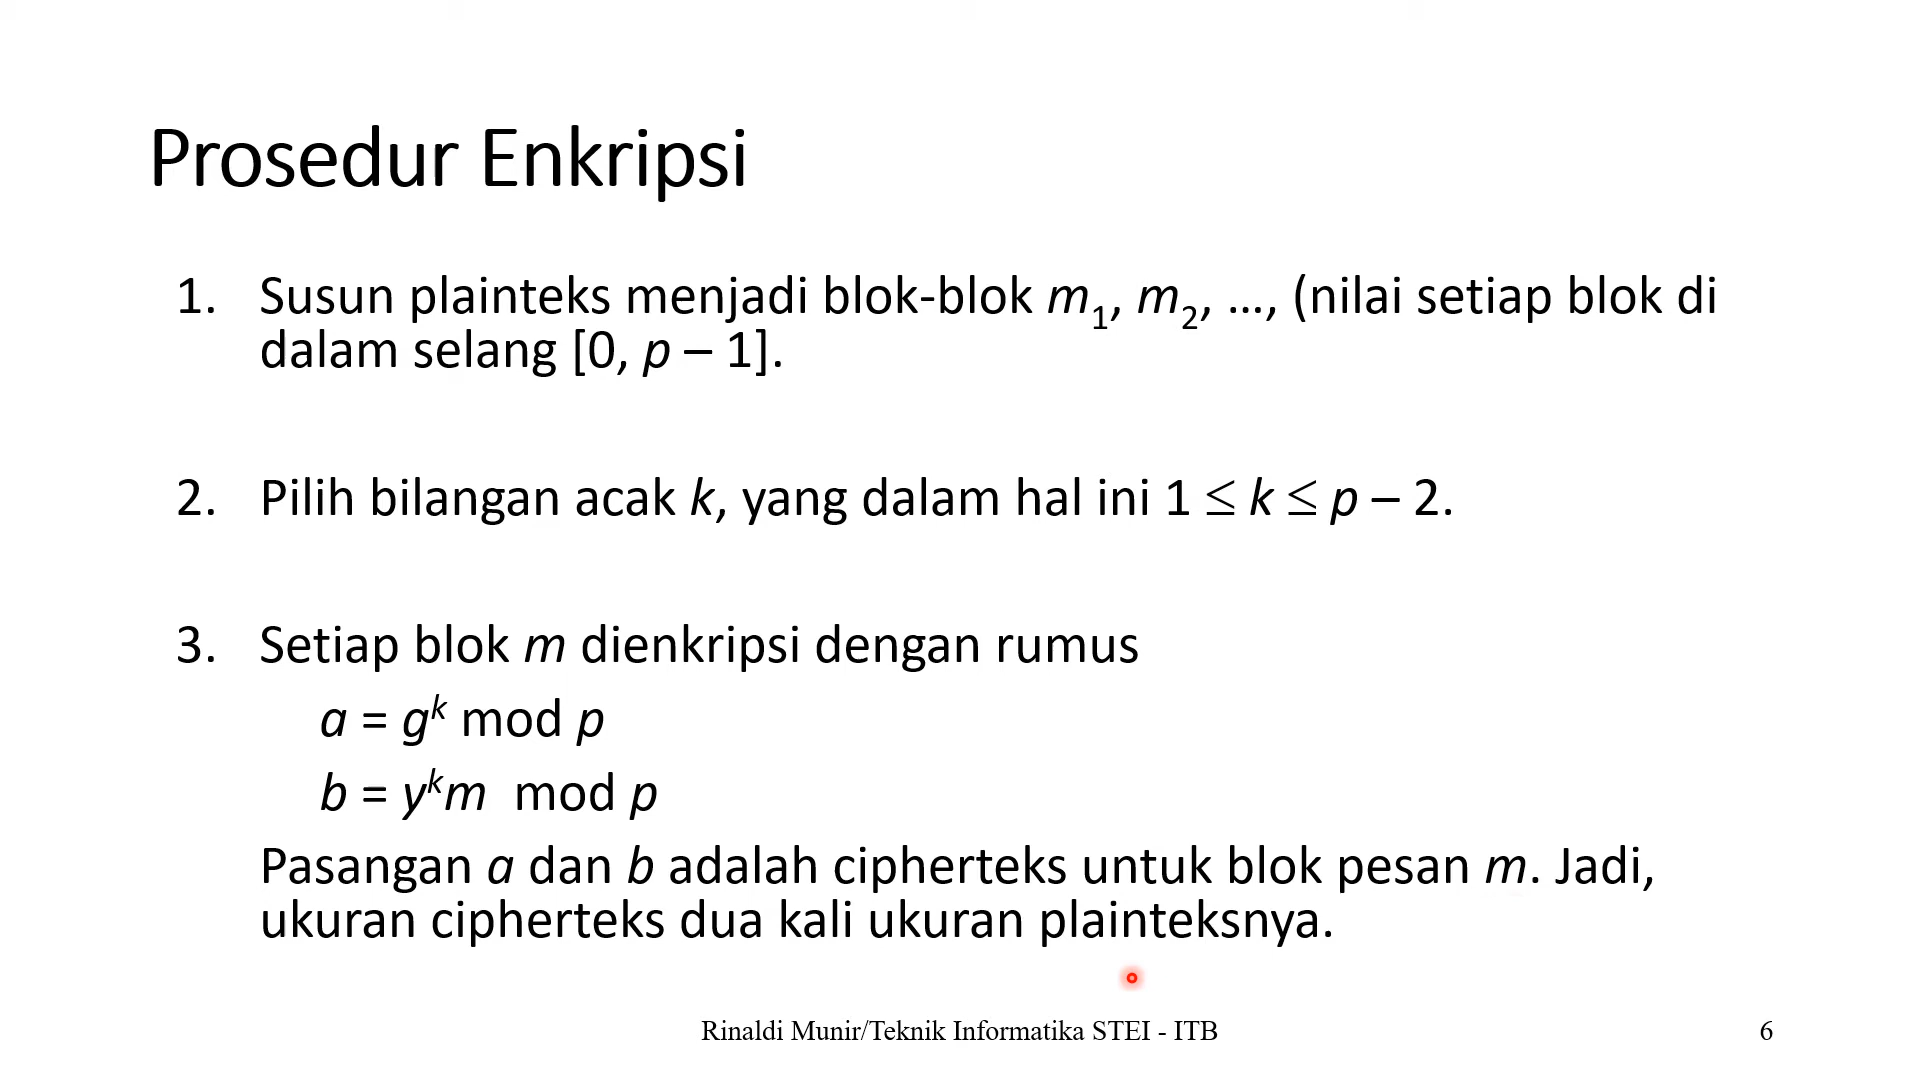 Prosedur Enkripsi
1. Susun plainteks menjadi blok-blok m₁, m₂, …, (nilai setiap blok di
dalam selang [0, p – 1].
2. Pilih bilangan acak k, yang dalam hal ini 1 ≤ k ≤ p – 2.
3. Setiap blok m dienkripsi dengan rumus
a = gᵏ mod p
b = yᵏm mod p
Pasangan a dan b adalah cipherteks untuk blok pesan m. Jadi,
ukuran cipherteks dua kali ukuran plainteksnya.
Rinaldi Munir/Teknik Informatika STEI - ITB
6